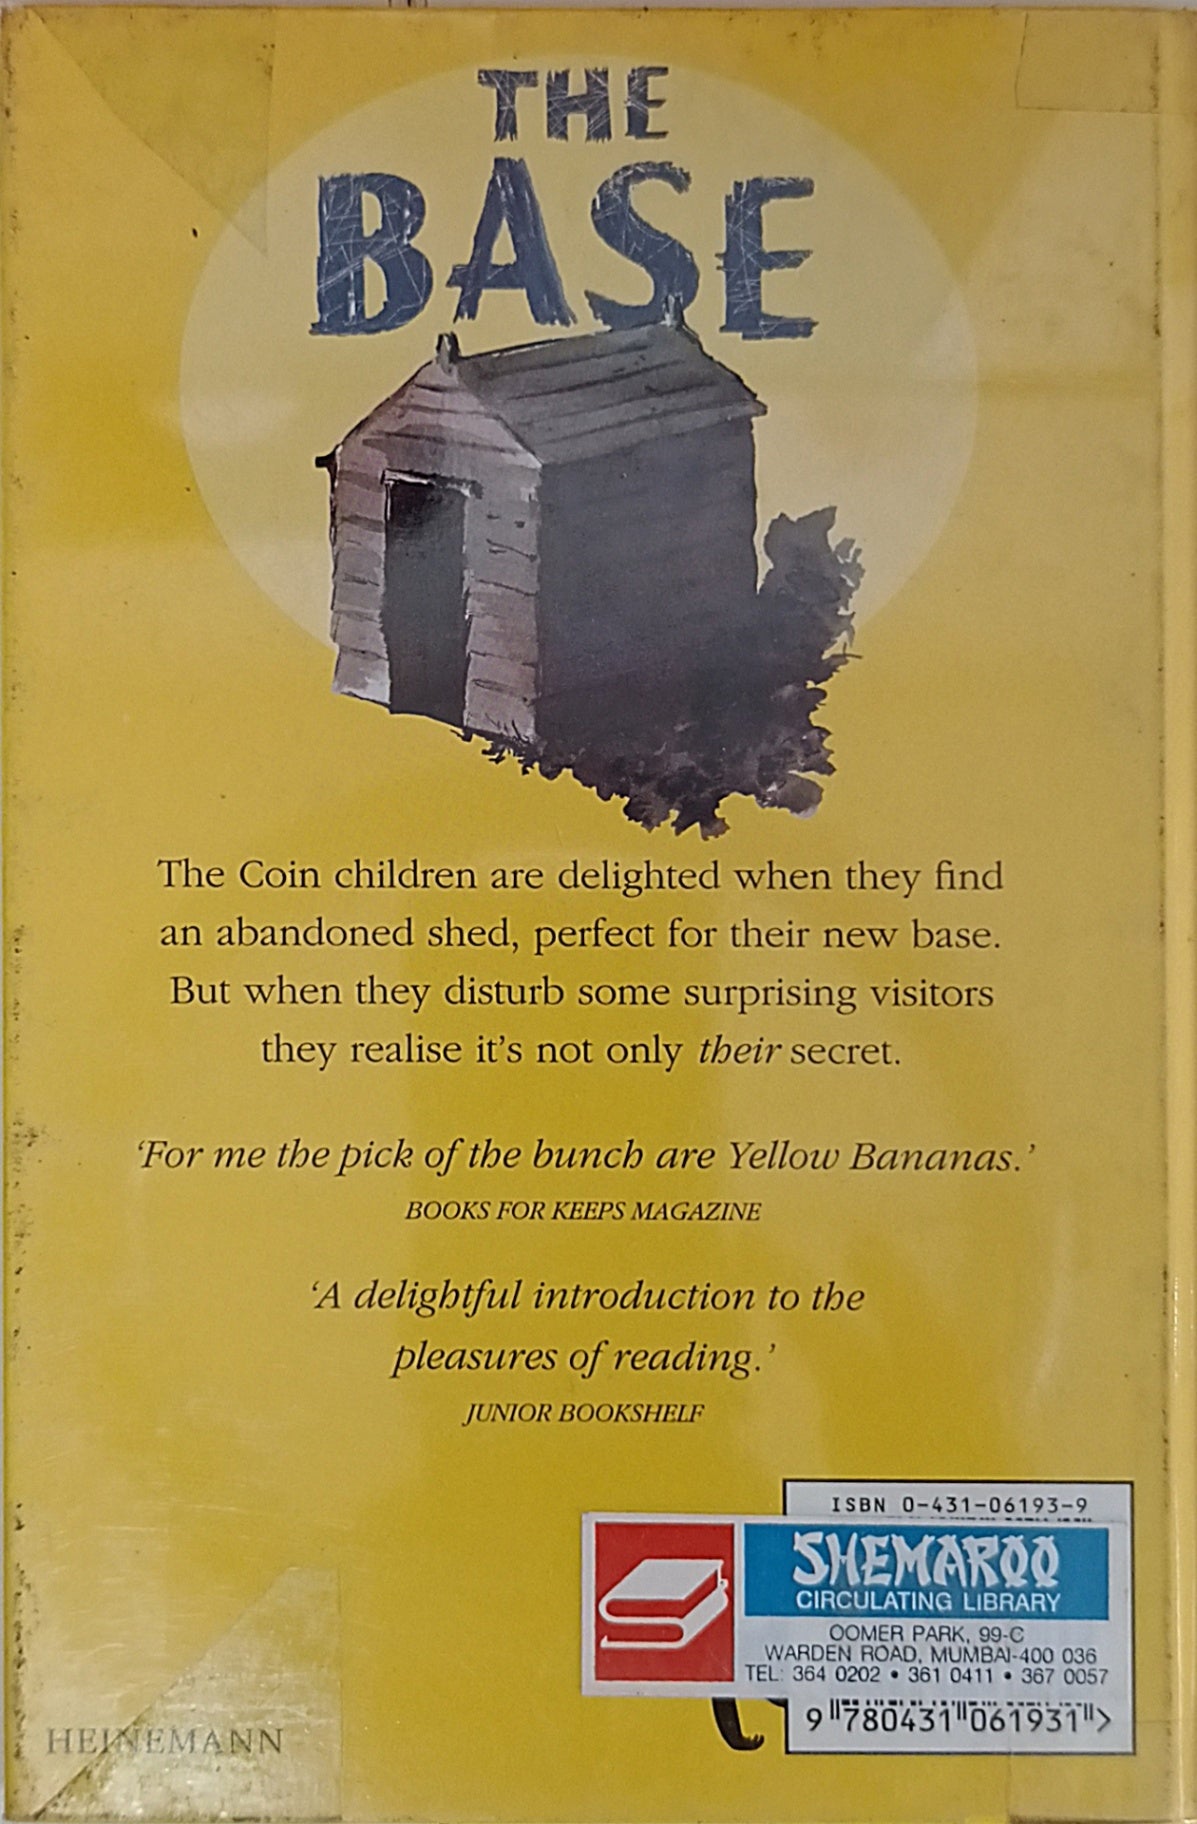 THE
BASE
The Coin children are delighted when they find
an abandoned shed, perfect for their new base.
But when they disturb some surprising visitors
they realise it's not only their secret.
‘For me the pick of the bunch are Yellow Bananas.’
BOOKS FOR KEEPS MAGAZINE
‘A delightful introduction to the
pleasures of reading.’
JUNIOR BOOKSHELF
ISBN 0-431-06193-9
SHEMAROO
CIRCULATING LIBRARY
OOMER PARK, 99-C
WARDEN ROAD, MUMBAI-400 036
TEL: 364 0202 • 361 0411 • 367 0057
9 780431 061931 >
HEINEMANN